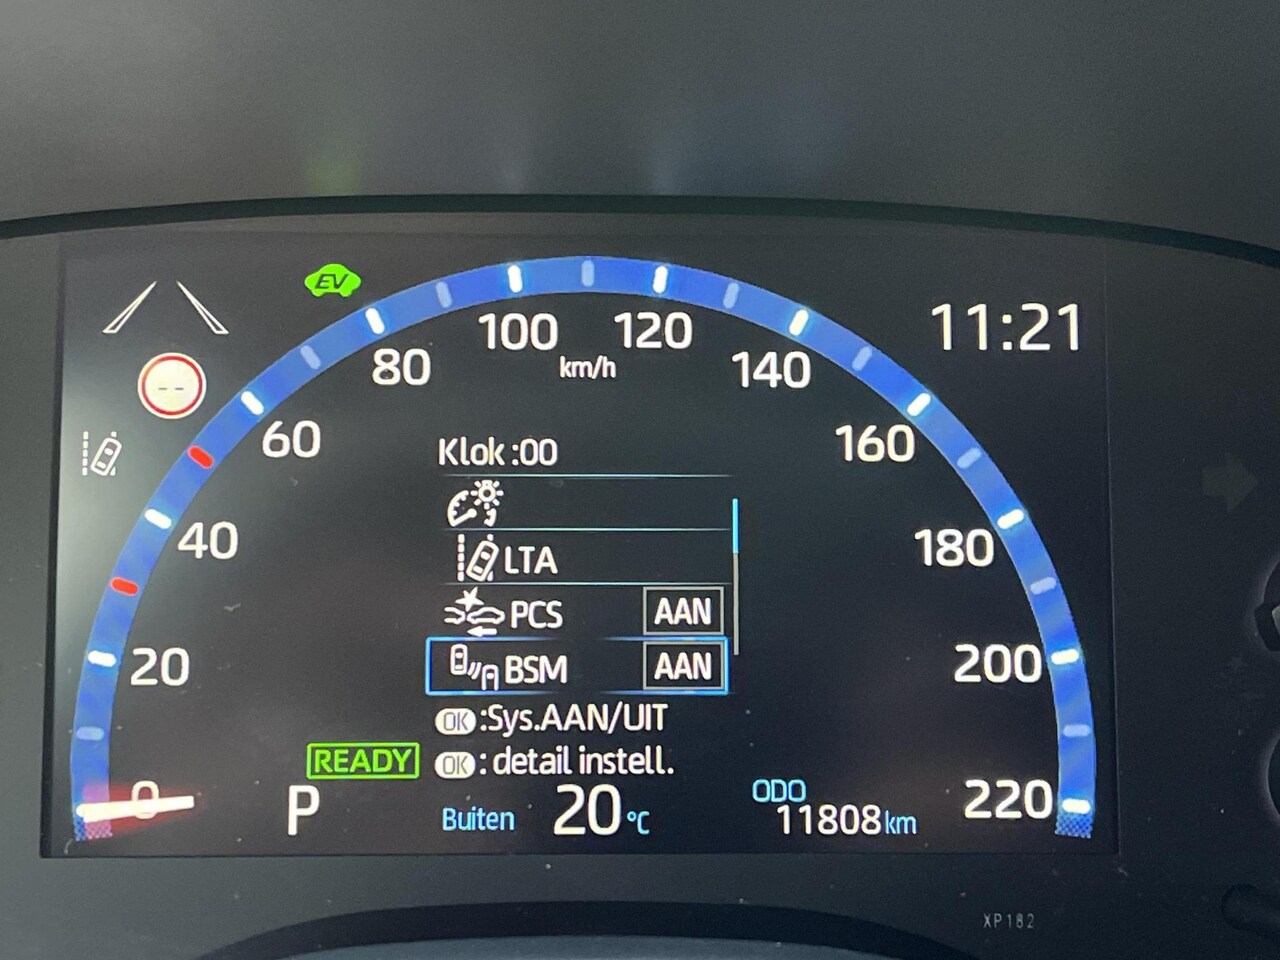 EV
11:21
100
120
km/h
80
140
--
60
160
Klok :00
40
180
LTA
PCS AAN
20
200
BSM AAN
OK :Sys.AAN/UIT
READY
OK : detail instell.
0
P
Buiten 20 °C
ODO
11808 km
220
XP182